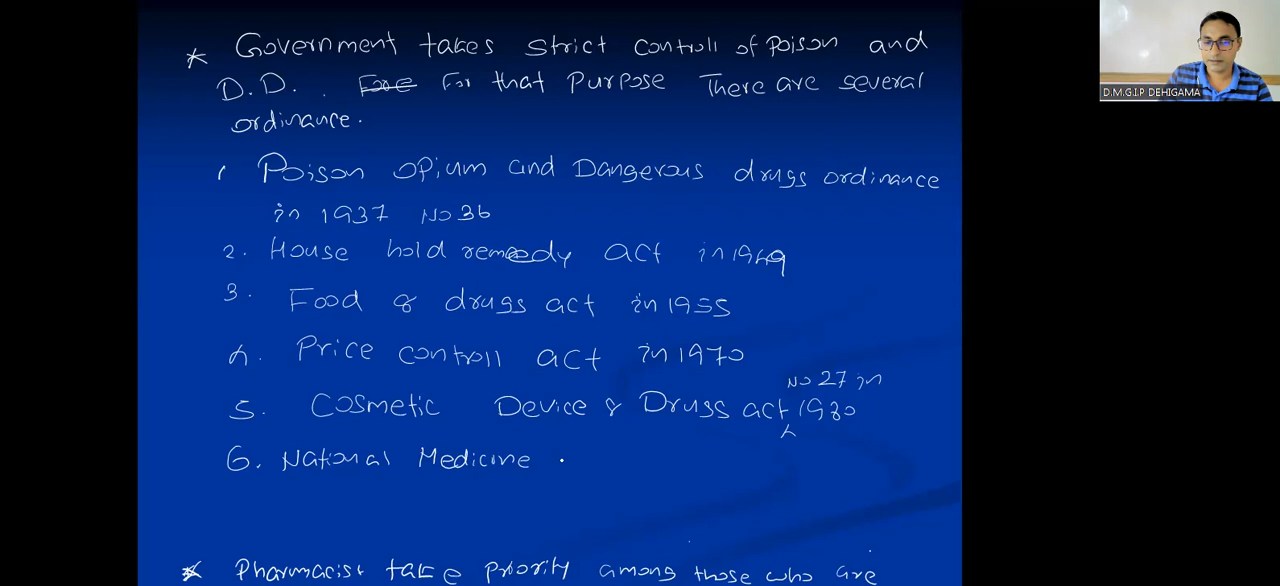 * Government takes strict controll of Poison and
D.D. . Fore For that Purpose There are several
ordinance.
1 Poison opium and Dangerous drugs ordinance
in 1937 No 36
2. House hold remedy act in 1949
3. Food & drugs act in 1955
4. Price controll act in 1970
No 27 in
5. Cosmetic Device & Drugs act 1980
6. National Medicine .
* Pharmacist take priority among those who are
D.M.G.I.P DEHIGAMA